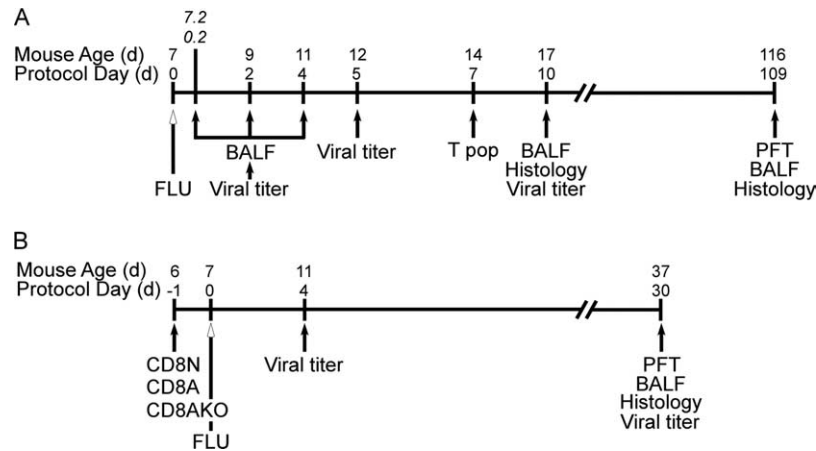 A
7.2
0.2
Mouse Age (d) 7 9 11 12 14 17 116
Protocol Day (d) 0 2 4 5 7 10 109
BALF Viral titer T pop BALF PFT
Histology BALF
FLU Viral titer Viral titer Histology
B
Mouse Age (d) 6 7 11 37
Protocol Day (d) -1 0 4 30
CD8N Viral titer PFT
CD8A BALF
CD8AKO Histology
FLU Viral titer